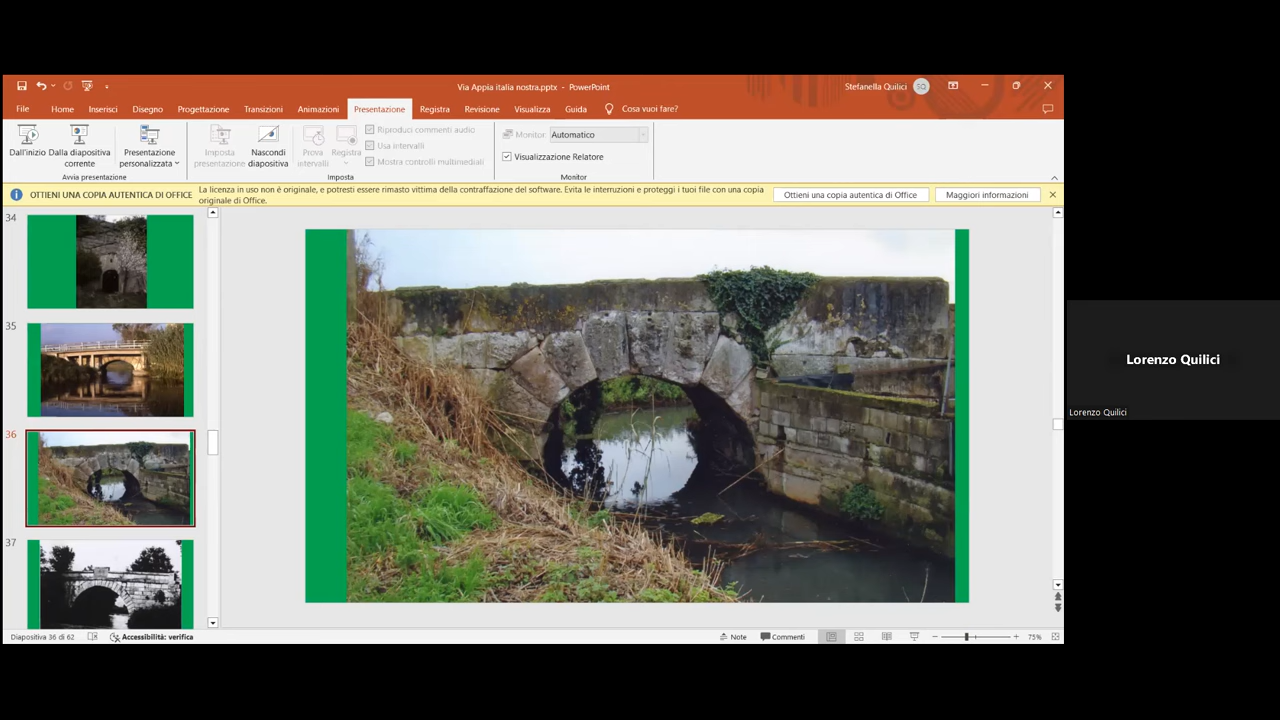 Via Appia italia nostra.pptx - PowerPoint
Stefanella Quilici
SQ
File Home Inserisci Disegno Progettazione Transizioni Animazioni Presentazione Registra Revisione Visualizza Guida Cosa vuoi fare?
Dall'inizio
Dalla diapositiva corrente
Presentazione personalizzata
Avvia presentazione
Imposta presentazione
Nascondi diapositiva
Prova intervalli
Registra
Riproduci commenti audio
Usa intervalli
Mostra controlli multimediali
Imposta
Monitor: Automatico
Visualizzazione Relatore
Monitor
OTTIENI UNA COPIA AUTENTICA DI OFFICE
La licenza in uso non è originale, e potresti essere rimasto vittima della contraffazione del software. Evita le interruzioni e proteggi i tuoi file con una copia
originale di Office.
Ottieni una copia autentica di Office
Maggiori informazioni
34
35
36
37
Lorenzo Quilici
Lorenzo Quilici
Diapositiva 36 di 62
Accessibilità: verifica
Note
Commenti
75%